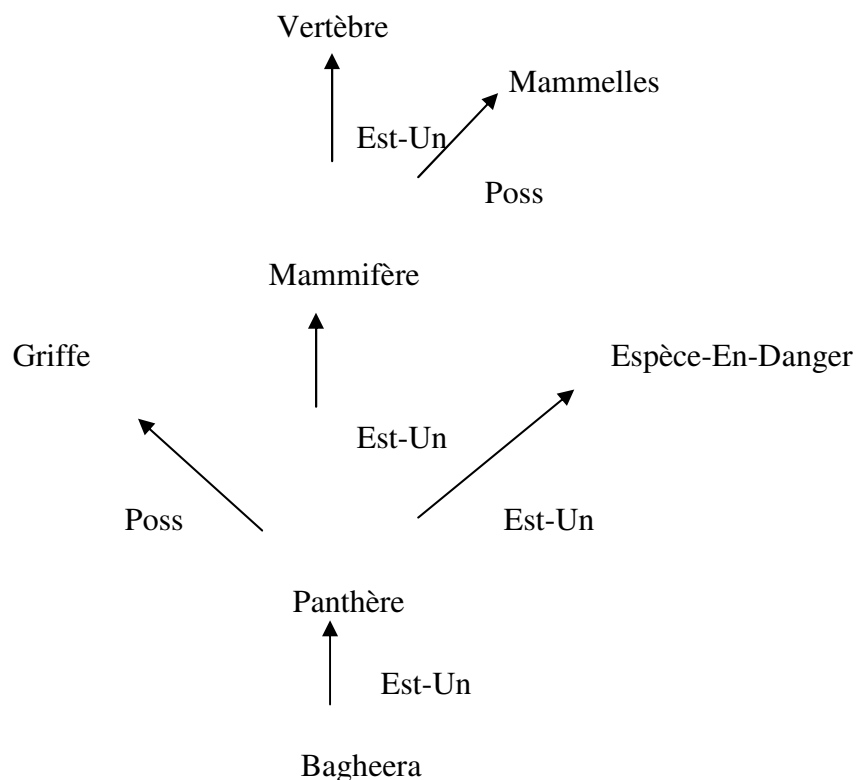 Vertèbre
Mammelles
Est-Un
Poss
Mammifère
Griffe
Espèce-En-Danger
Est-Un
Poss
Est-Un
Panthère
Est-Un
Bagheera